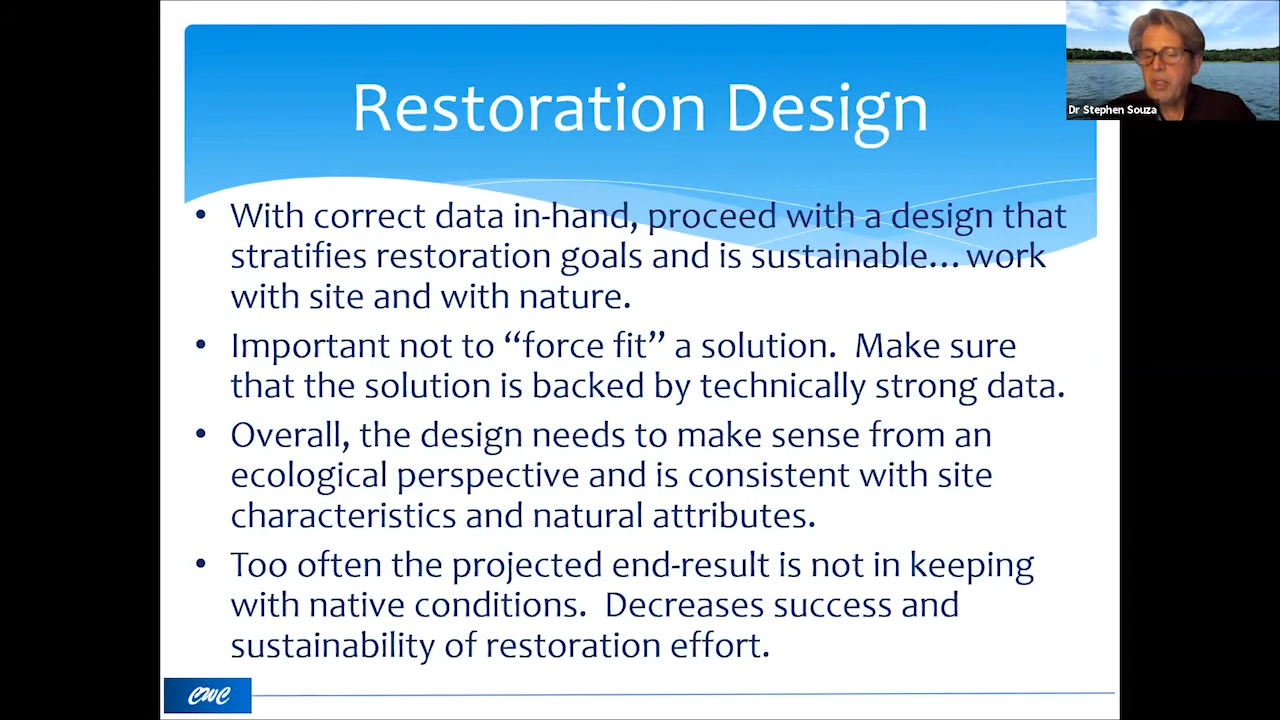 Restoration Design
Dr Stephen Souza
• With correct data in-hand, proceed with a design that
stratifies restoration goals and is sustainable…work
with site and with nature.
• Important not to “force fit” a solution.  Make sure
that the solution is backed by technically strong data.
• Overall, the design needs to make sense from an
ecological perspective and is consistent with site
characteristics and natural attributes.
• Too often the projected end-result is not in keeping
with native conditions.  Decreases success and
sustainability of restoration effort.
CWC